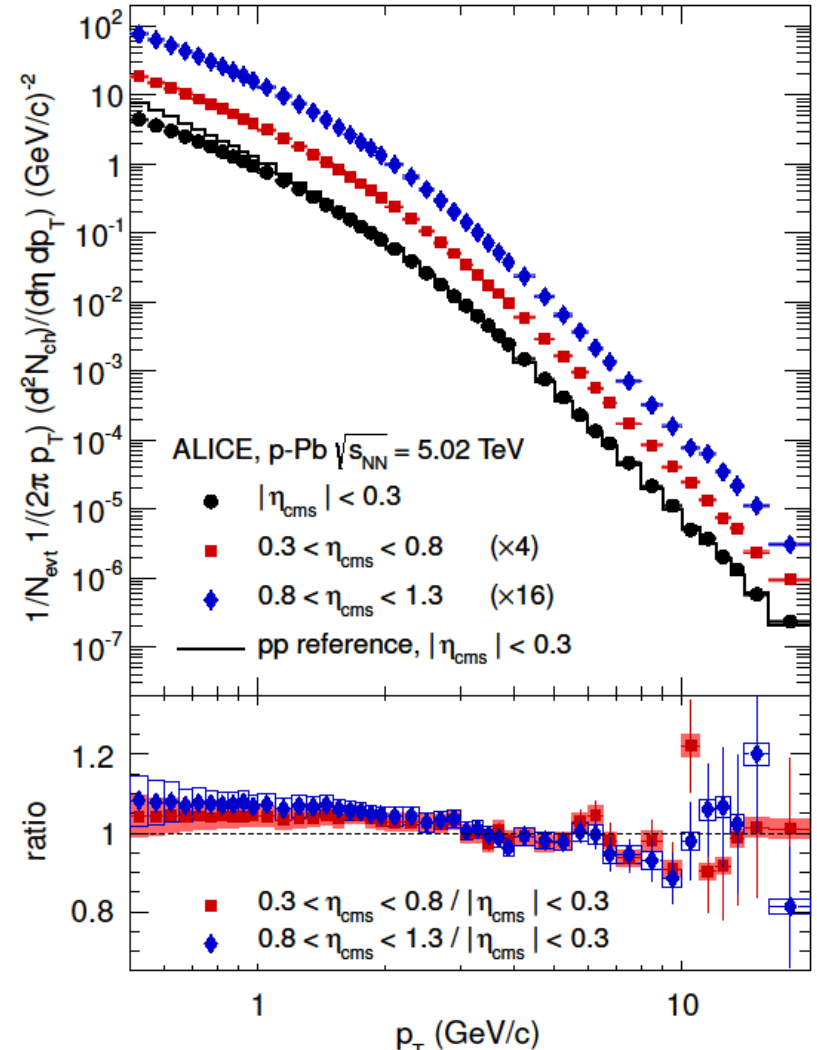 1/N_evt 1/(2π p_T) (d²N_ch)/(dη dp_T) (GeV/c)⁻²
10²
10
1
10⁻¹
10⁻²
10⁻³
10⁻⁴
10⁻⁵
10⁻⁶
10⁻⁷
ALICE, p-Pb √s_NN = 5.02 TeV
|η_cms| < 0.3
0.3 < η_cms < 0.8 (×4)
0.8 < η_cms < 1.3 (×16)
pp reference, |η_cms| < 0.3
ratio
1.2
1
0.8
0.3 < η_cms < 0.8 / |η_cms| < 0.3
0.8 < η_cms < 1.3 / |η_cms| < 0.3
1 10
p_T (GeV/c)